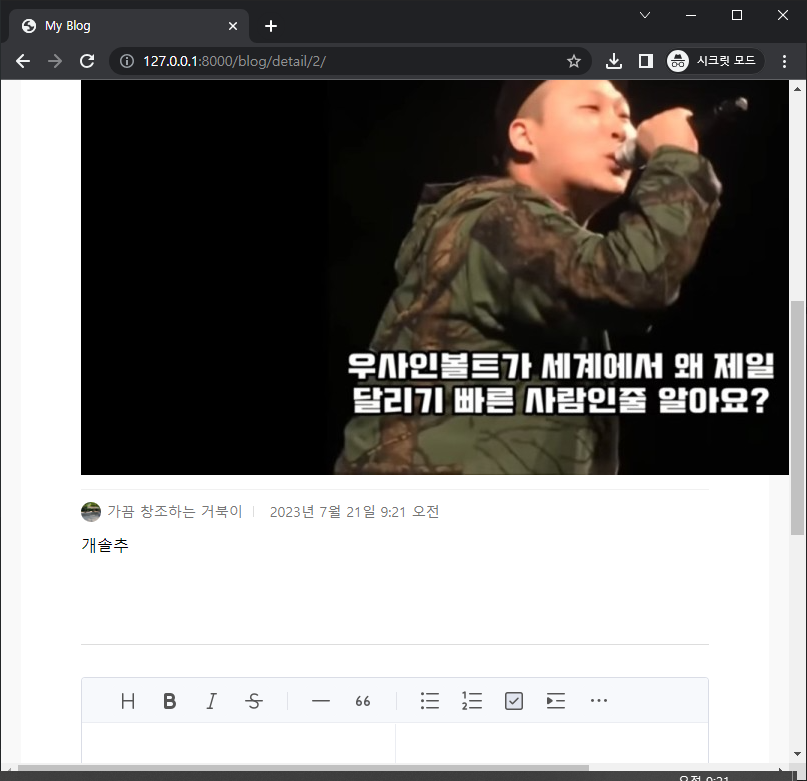 My Blog
127.0.0.1:8000/blog/detail/2/
시크릿 모드
우사인볼트가 세계에서 왜 제일
달리기 빠른 사람인줄 알아요?
가끔 창조하는 거북이 2023년 7월 21일 9:21 오전
개솔추